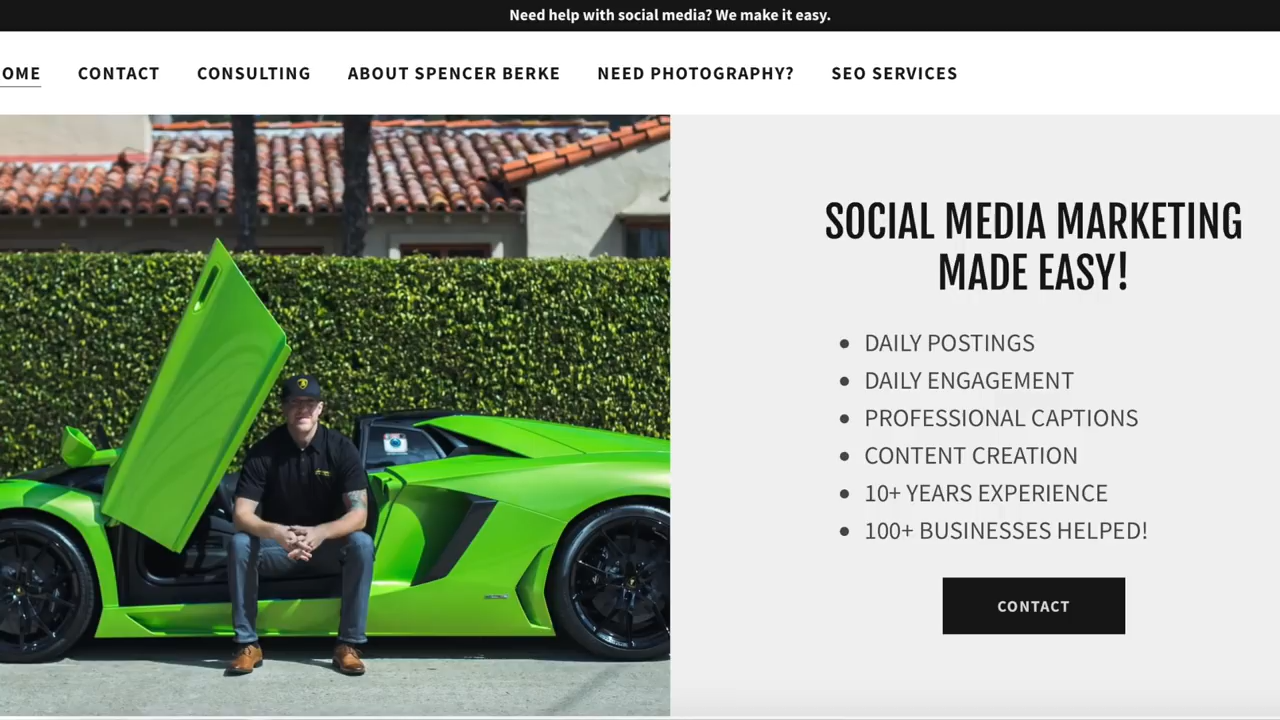 Need help with social media? We make it easy.
OME CONTACT CONSULTING ABOUT SPENCER BERKE NEED PHOTOGRAPHY? SEO SERVICES
SOCIAL MEDIA MARKETING
MADE EASY!
DAILY POSTINGS
DAILY ENGAGEMENT
PROFESSIONAL CAPTIONS
CONTENT CREATION
10+ YEARS EXPERIENCE
100+ BUSINESSES HELPED!
CONTACT